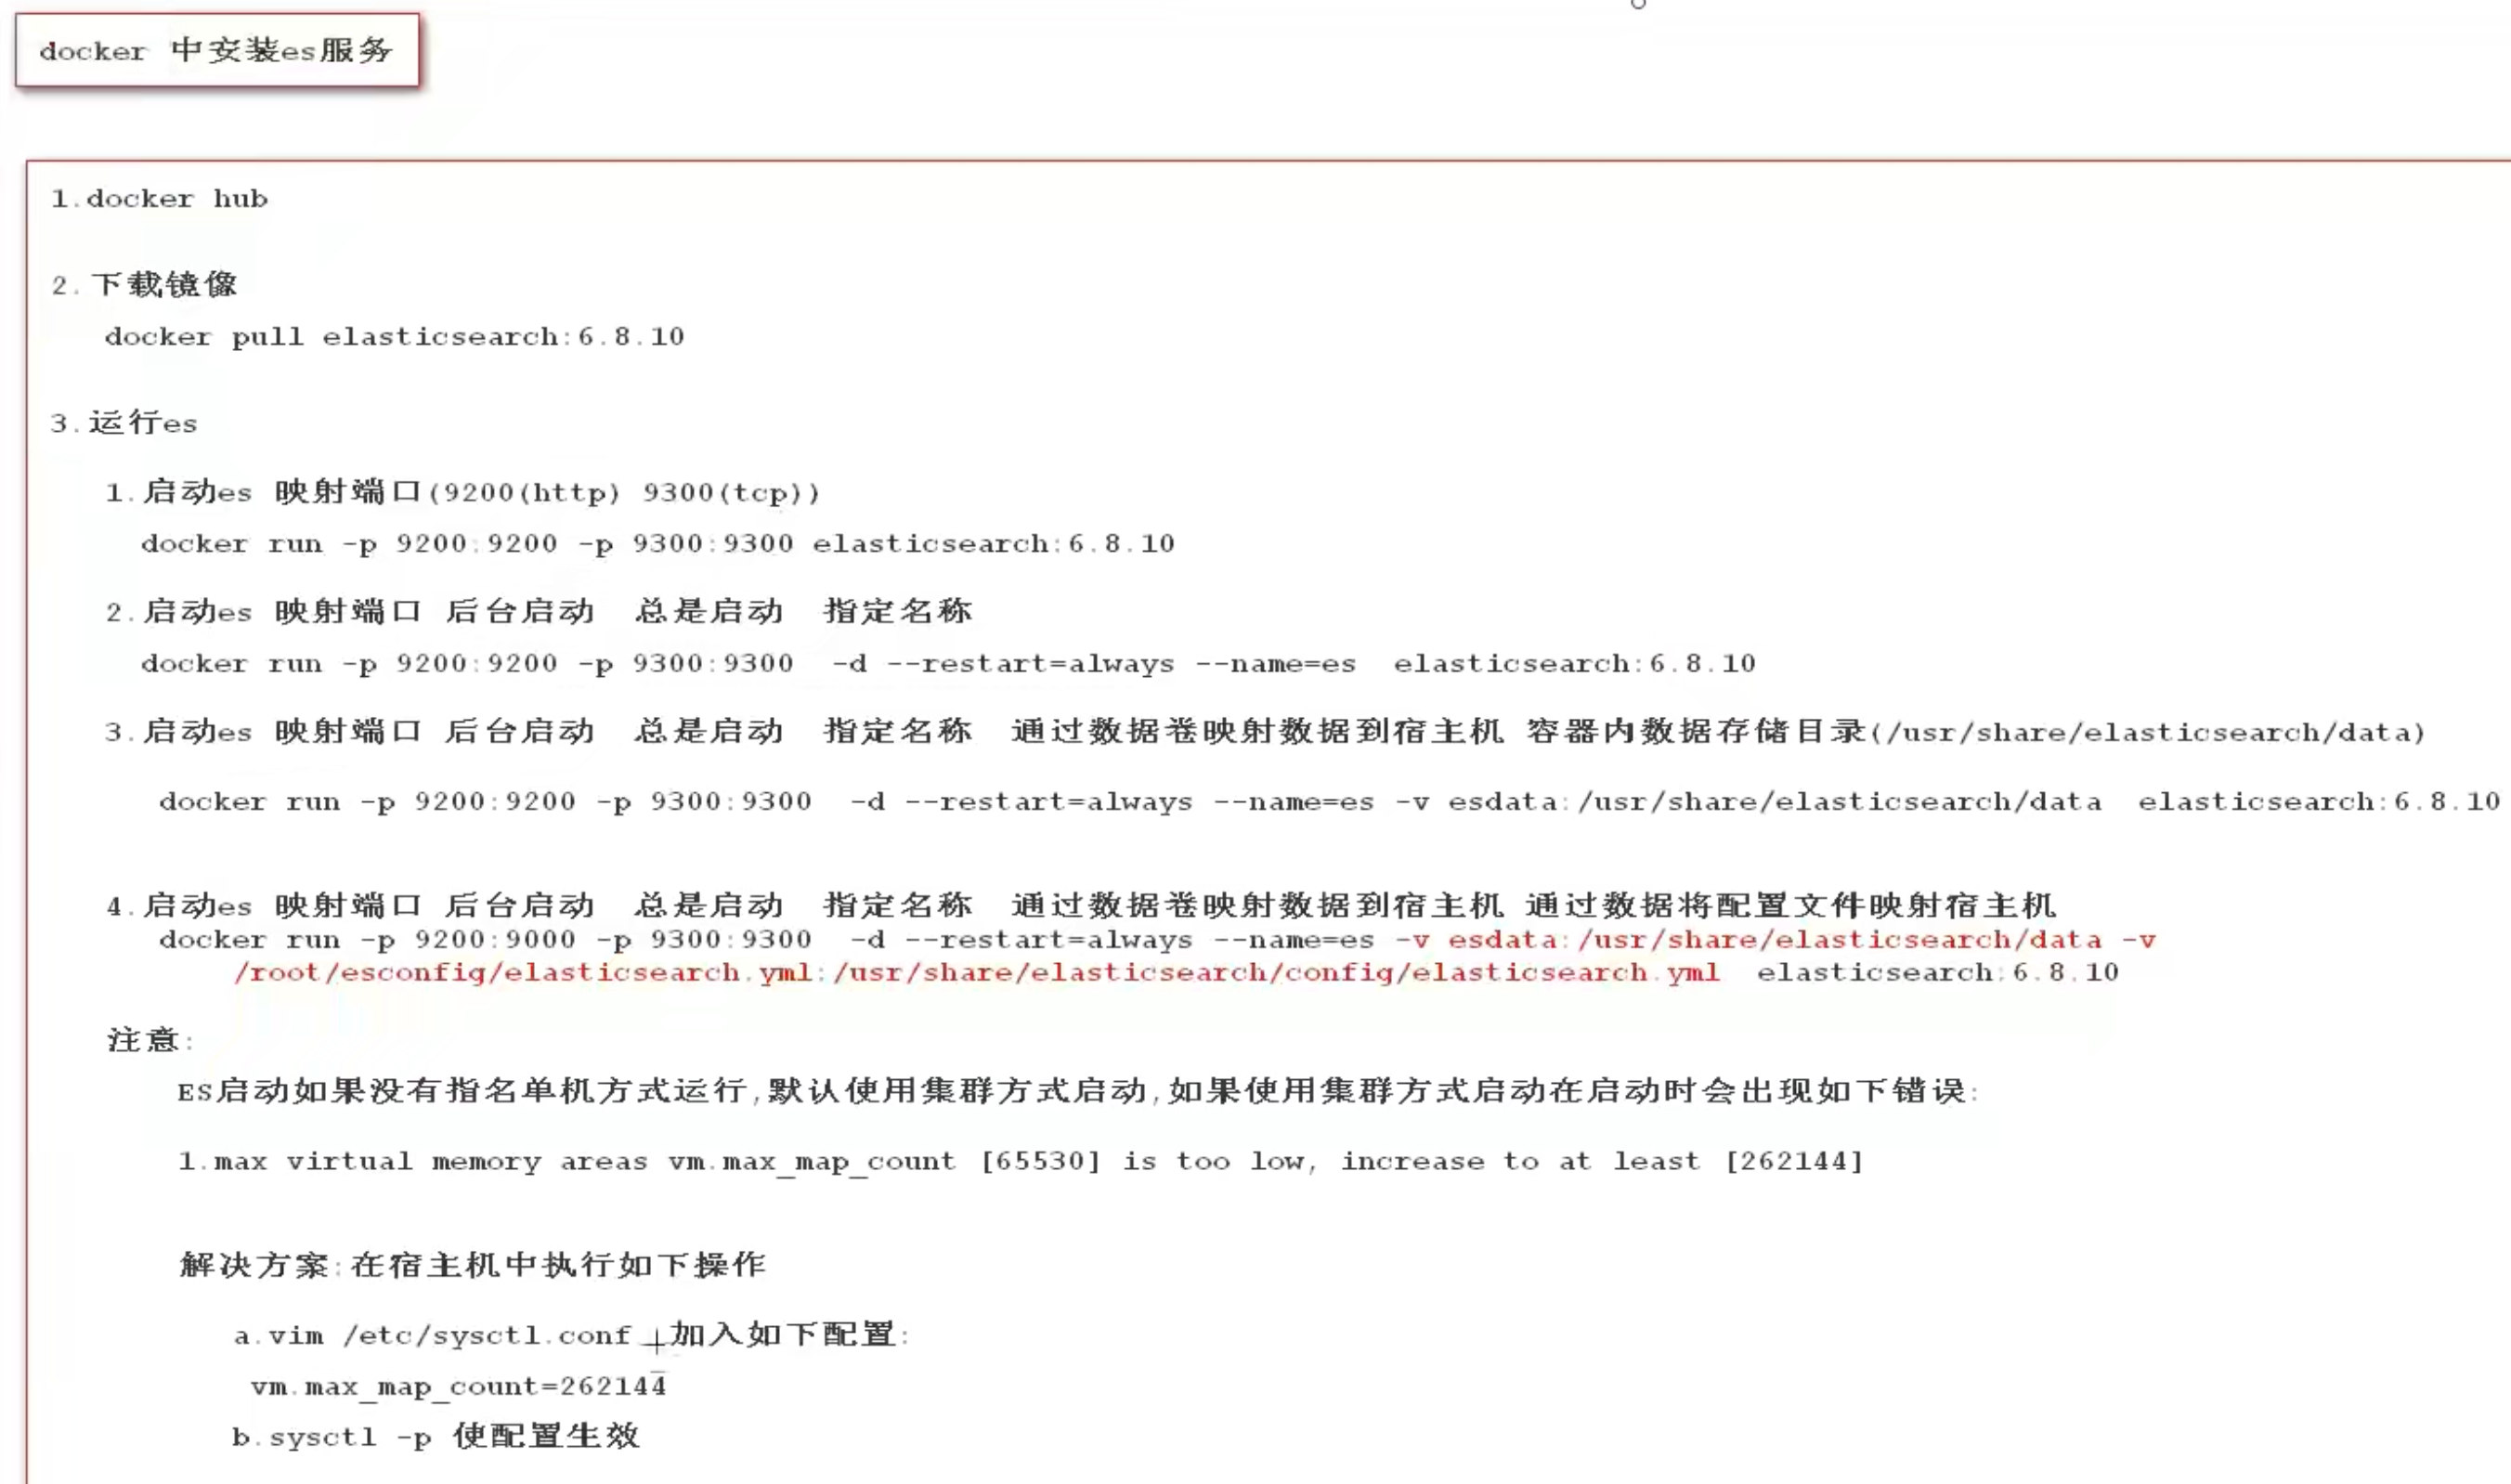 docker 中安装es服务
1.docker hub
2.下载镜像
docker pull elasticsearch:6.8.10
3.运行es
1.启动es 映射端口(9200(http) 9300(tcp))
docker run -p 9200:9200 -p 9300:9300 elasticsearch:6.8.10
2.启动es 映射端口 后台启动 总是启动 指定名称
docker run -p 9200:9200 -p 9300:9300 -d --restart=always --name=es elasticsearch:6.8.10
3.启动es 映射端口 后台启动 总是启动 指定名称 通过数据卷映射数据到宿主机 容器内数据存储目录(/usr/share/elasticsearch/data)
docker run -p 9200:9200 -p 9300:9300 -d --restart=always --name=es -v esdata:/usr/share/elasticsearch/data elasticsearch:6.8.10
4.启动es 映射端口 后台启动 总是启动 指定名称 通过数据卷映射数据到宿主机 通过数据将配置文件映射宿主机
docker run -p 9200:9000 -p 9300:9300 -d --restart=always --name=es -v esdata:/usr/share/elasticsearch/data -v
/root/esconfig/elasticsearch.yml:/usr/share/elasticsearch/config/elasticsearch.yml elasticsearch:6.8.10
注意:
ES启动如果没有指名单机方式运行,默认使用集群方式启动,如果使用集群方式启动在启动时会出现如下错误:
1.max virtual memory areas vm.max_map_count [65530] is too low, increase to at least [262144]
解决方案:在宿主机中执行如下操作
a.vim /etc/sysctl.conf 加入如下配置:
vm.max_map_count=262144
b.sysctl -p 使配置生效